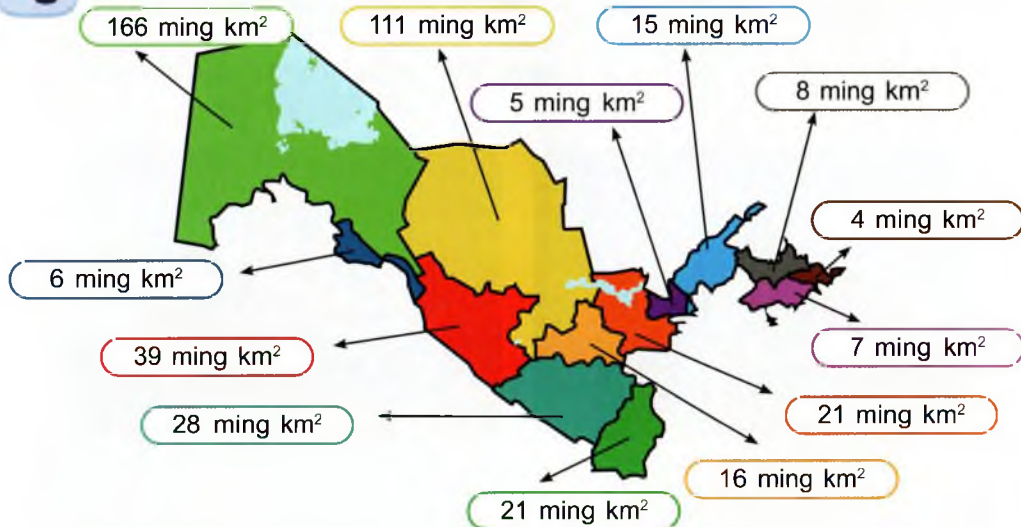 166 ming km²
111 ming km²
15 ming km²
5 ming km²
8 ming km²
4 ming km²
6 ming km²
39 ming km²
7 ming km²
28 ming km²
21 ming km²
16 ming km²
21 ming km²